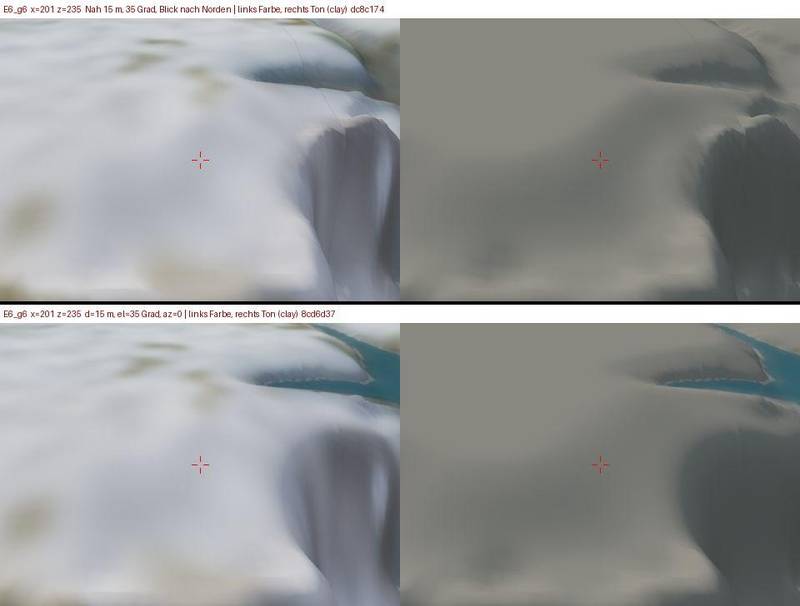 E6_g6 x=201 z=235 Nah 15 m, 35 Grad, Blick nach Norden | links Farbe, rechts Ton (clay) dc8c174
E6_g6 x=201 z=235 d=15 m, el=35 Grad, az=0 | links Farbe, rechts Ton (clay) 8cd6d37